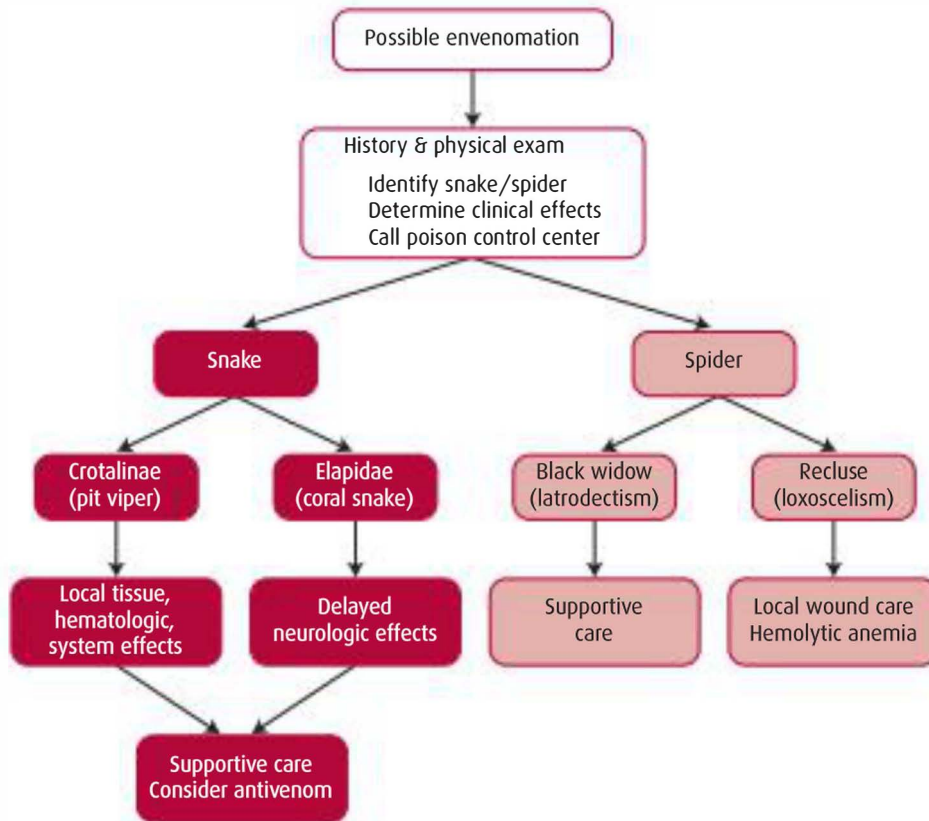 Possible envenomation
History & physical exam
Identify snake/spider
Determine clinical effects
Call poison control center
Snake
Spider
Crotalinae
(pit viper)
Elapidae
(coral snake)
Black widow
(latrodectism)
Recluse
(loxoscelism)
Local tissue,
hematologic,
system effects
Delayed
neurologic effects
Supportive
care
Local wound care
Hemolytic anemia
Supportive care
Consider antivenom